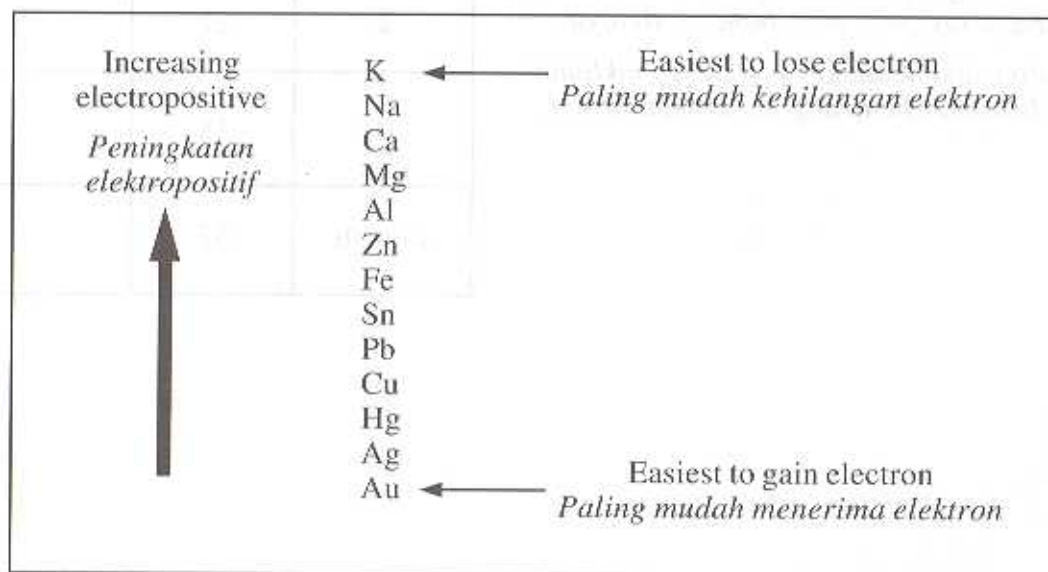 Increasing
electropositive
Peningkatan
elektropositif
K
Na
Ca
Mg
Al
Zn
Fe
Sn
Pb
Cu
Hg
Ag
Au
Easiest to lose electron
Paling mudah kehilangan elektron
Easiest to gain electron
Paling mudah menerima elektron